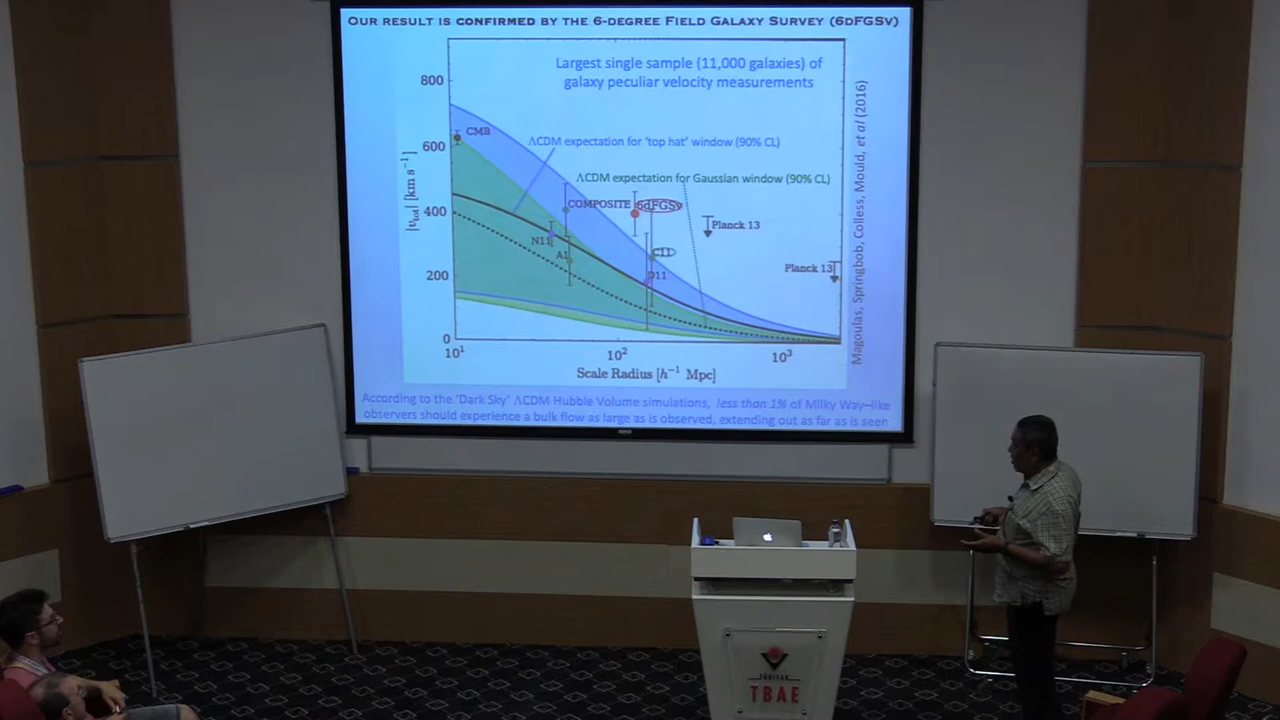 OUR RESULT IS CONFIRMED BY THE 6-DEGREE FIELD GALAXY SURVEY (6DFGSV)
Largest single sample (11,000 galaxies) of
galaxy peculiar velocity measurements
800
600
400
200
0
|v_tot| [km s⁻¹]
CMB
ΛCDM expectation for 'top hat' window (90% CL)
ΛCDM expectation for Gaussian window (90% CL)
COMPOSITE
6dFGSv
N11
A1
C11
D11
Planck 13
Planck 13
10¹
10²
10³
Scale Radius [h⁻¹ Mpc]
Magoulas, Springbob, Colless, Mould, et al (2016)
According to the 'Dark Sky' ΛCDM Hubble Volume simulations, less than 1% of Milky Way–like
observers should experience a bulk flow as large as is observed, extending out as far as is seen
TÜBİTAK
TBAE